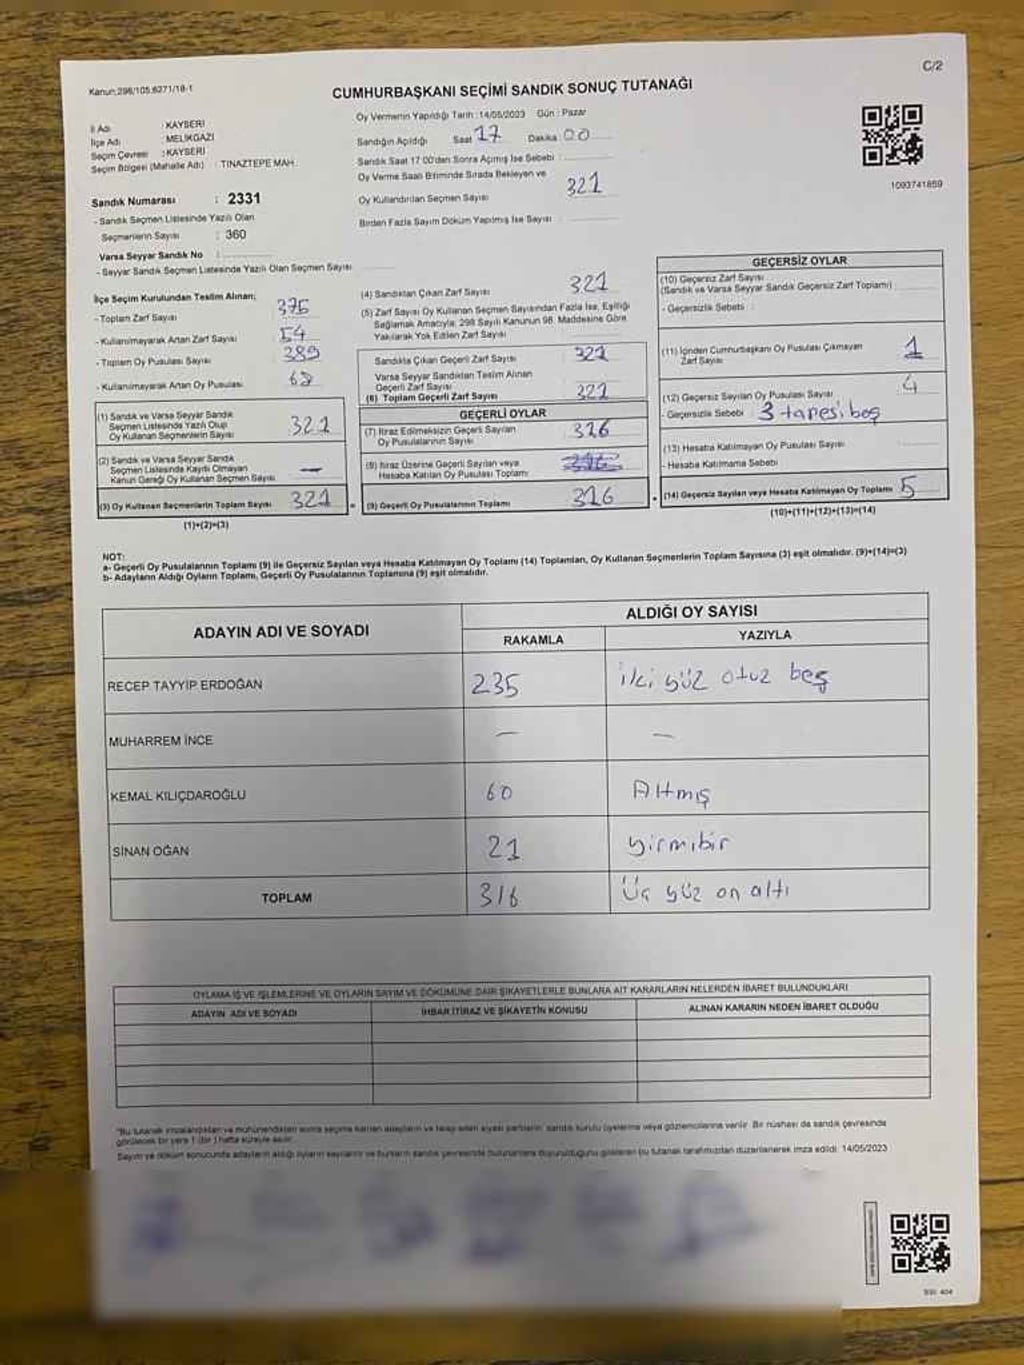 C/2
Kanun:298/105,6271/18-1
CUMHURBAŞKANI SEÇİMİ SANDIK SONUÇ TUTANAĞI
İl Adı : KAYSERİ
İlçe Adı : MELİKGAZİ
Seçim Çevresi : KAYSERİ
Seçim Bölgesi (Mahalle Adı) : TINAZTEPE MAH.
Sandık Numarası : 2331
- Sandık Seçmen Listesinde Yazılı Olan
Seçmenlerin Sayısı : 360
Varsa Seyyar Sandık No :
- Seyyar Sandık Seçmen Listesinde Yazılı Olan Seçmen Sayısı
Oy Vermenin Yapıldığı Tarih :14/05/2023 Gün : Pazar
Sandığın Açıldığı Saat 17 Dakika 00
Sandık Saat 17:00'dan Sonra Açılmış İse Sebebi :
Oy Verme Saati Bitiminde Sırada Bekleyen ve
Oy Kullandırılan Seçmen Sayısı 321
Birden Fazla Sayım Döküm Yapılmış İse Sayısı :
1093741859
İlçe Seçim Kurulundan Teslim Alınan;
- Toplam Zarf Sayısı 375
- Kullanılmayarak Artan Zarf Sayısı 54
- Toplam Oy Pusulası Sayısı 389
- Kullanılmayarak Artan Oy Pusulası
(1) Sandık ve Varsa Seyyar Sandık
Seçmen Listesinde Yazılı Olup
Oy Kullanan Seçmenlerin Sayısı 321
(2) Sandık ve Varsa Seyyar Sandık
Seçmen Listesinde Kayıtlı Olmayan
Kanun Gereği Oy Kullanan Seçmen Sayısı —
(3) Oy Kullanan Seçmenlerin Toplam Sayısı 321
(1)+(2)=(3)
(4) Sandıktan Çıkan Zarf Sayısı 321
(5) Zarf Sayısı Oy Kullanan Seçmen Sayısından Fazla İse, Eşitliği
Sağlamak Amacıyla; 298 Sayılı Kanunun 98. Maddesine Göre
Yakılarak Yok Edilen Zarf Sayısı
Sandıkta Çıkan Geçerli Zarf Sayısı 321
Varsa Seyyar Sandıktan Teslim Alınan
Geçerli Zarf Sayısı
(6) Toplam Geçerli Zarf Sayısı 321
GEÇERLİ OYLAR
(7) İtiraz Edilmeksizin Geçerli Sayılan
Oy Pusulalarının Sayısı 316
(8) İtiraz Üzerine Geçerli Sayılan veya
Hesaba Katılan Oy Pusulası Toplamı
(9) Geçerli Oy Pusulalarının Toplamı 316
GEÇERSİZ OYLAR
(10) Geçersiz Zarf Sayısı
(Sandık ve Varsa Seyyar Sandık Geçersiz Zarf Toplamı)
- Geçersizlik Sebebi :
(11) İçinden Cumhurbaşkanı Oy Pusulası Çıkmayan
Zarf Sayısı 1
(12) Geçersiz Sayılan Oy Pusulası Sayısı 4
- Geçersizlik Sebebi : 3 tanesi boş
(13) Hesaba Katılmayan Oy Pusulası Sayısı
- Hesaba Katılmama Sebebi
(14) Geçersiz Sayılan veya Hesaba Katılmayan Oy Toplamı 5
(10)+(11)+(12)+(13)=(14)
NOT:
a- Geçerli Oy Pusulalarının Toplamı (9) ile Geçersiz Sayılan veya Hesaba Katılmayan Oy Toplamı (14) Toplamları, Oy Kullanan Seçmenlerin Toplam Sayısına (3) eşit olmalıdır. (9)+(14)=(3)
b- Adayların Aldığı Oyların Toplamı, Geçerli Oy Pusulalarının Toplamına (9) eşit olmalıdır.
ADAYIN ADI VE SOYADI
ALDIĞI OY SAYISI
RAKAMLA YAZIYLA
RECEP TAYYİP ERDOĞAN 235 iki yüz otuz beş
MUHARREM İNCE — —
KEMAL KILIÇDAROĞLU 60 Altmış
SİNAN OĞAN 21 yirmibir
TOPLAM 316 Üç yüz on altı
OYLAMA İŞ VE İŞLEMLERİNE VE OYLARIN SAYIM VE DÖKÜMÜNE DAİR ŞİKAYETLERLE BUNLARA AİT KARARLARIN NELERDEN İBARET BULUNDUKLARI
ADAYIN ADI VE SOYADI İHBAR İTİRAZ VE ŞİKAYETİN KONUSU ALINAN KARARIN NEDEN İBARET OLDUĞU
"Bu tutanak imzalandıktan ve mühürlendikten sonra seçime katılan adayların ve talep eden siyasi partilerin sandık kurulu üyelerine veya gözlemcilerine verilir. Bir nüshası da sandık çevresinde
görülecek bir yere 1 (bir) hafta süreyle asılır.
Sayım ve döküm sonucunda adayların aldığı oyların sayılarını ve bunların sandık çevresinde bulunanlara duyurulduğunu gösteren bu tutanak tarafımızdan düzenlenerek imza edildi. 14/05/2023